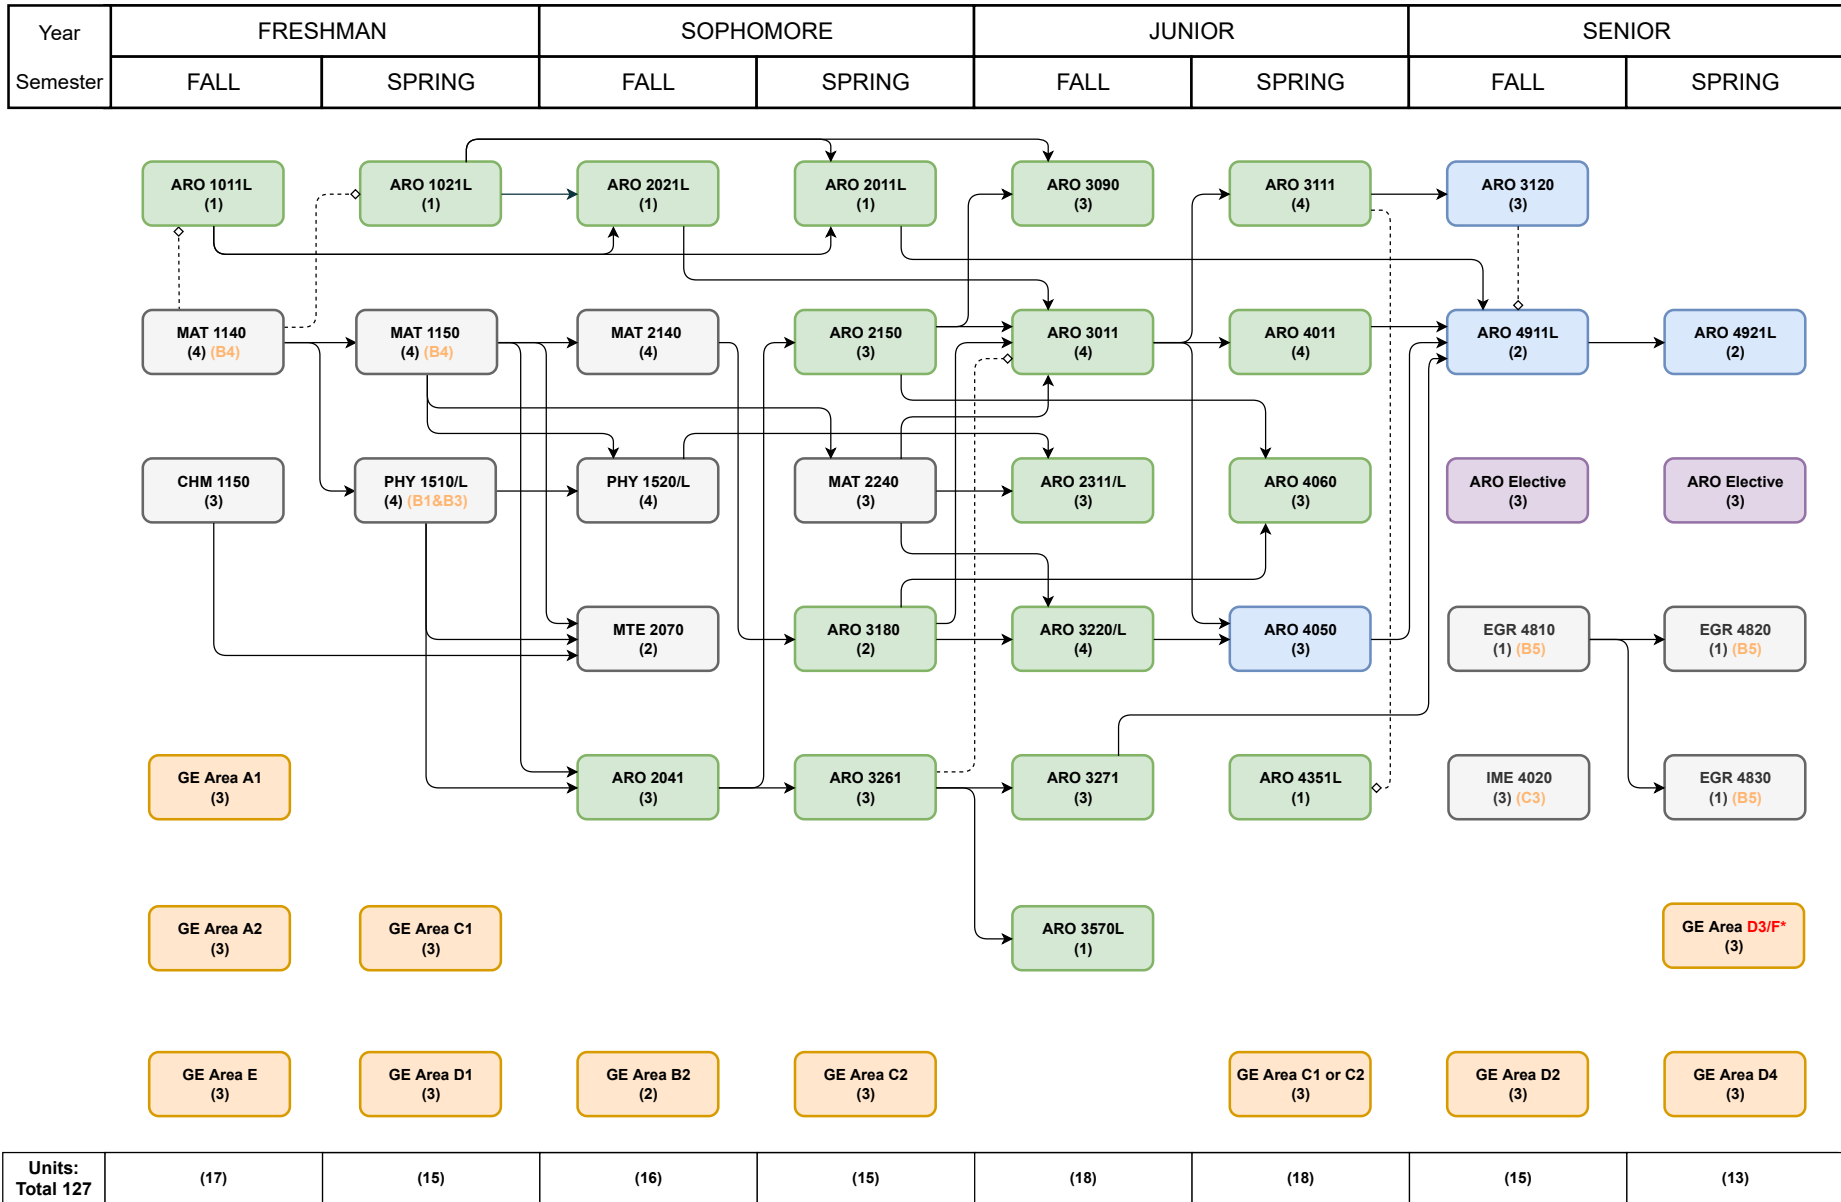 Year
FRESHMAN
SOPHOMORE
JUNIOR
SENIOR
Semester
FALL
SPRING
FALL
SPRING
FALL
SPRING
FALL
SPRING
ARO 1011L
(1)
ARO 1021L
(1)
ARO 2021L
(1)
ARO 2011L
(1)
ARO 3090
(3)
ARO 3111
(4)
ARO 3120
(3)
MAT 1140
(4) (B4)
MAT 1150
(4) (B4)
MAT 2140
(4)
ARO 2150
(3)
ARO 3011
(4)
ARO 4011
(4)
ARO 4911L
(2)
ARO 4921L
(2)
CHM 1150
(3)
PHY 1510/L
(4) (B1&B3)
PHY 1520/L
(4)
MAT 2240
(3)
ARO 2311/L
(3)
ARO 4060
(3)
ARO Elective
(3)
ARO Elective
(3)
MTE 2070
(2)
ARO 3180
(2)
ARO 3220/L
(4)
ARO 4050
(3)
EGR 4810
(1) (B5)
EGR 4820
(1) (B5)
GE Area A1
(3)
ARO 2041
(3)
ARO 3261
(3)
ARO 3271
(3)
ARO 4351L
(1)
IME 4020
(3) (C3)
EGR 4830
(1) (B5)
GE Area A2
(3)
GE Area C1
(3)
ARO 3570L
(1)
GE Area D3/F*
(3)
GE Area E
(3)
GE Area D1
(3)
GE Area B2
(2)
GE Area C2
(3)
GE Area C1 or C2
(3)
GE Area D2
(3)
GE Area D4
(3)
Units:
Total 127
(17)
(15)
(16)
(15)
(18)
(18)
(15)
(13)